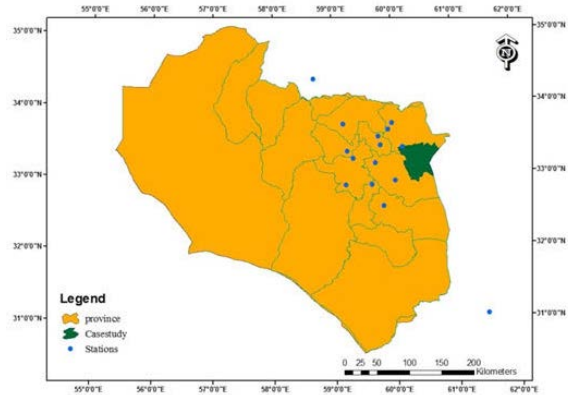 55°0'0"E 56°0'0"E 57°0'0"E 58°0'0"E 59°0'0"E 60°0'0"E 61°0'0"E 62°0'0"E
35°0'0"N 35°0'0"N
N
34°0'0"N 34°0'0"N
33°0'0"N 33°0'0"N
32°0'0"N 32°0'0"N
31°0'0"N 31°0'0"N
Legend
province
Casestudy
Stations
0 25 50 100 150 200
Kilometers
55°0'0"E 56°0'0"E 57°0'0"E 58°0'0"E 59°0'0"E 60°0'0"E 61°0'0"E 62°0'0"E